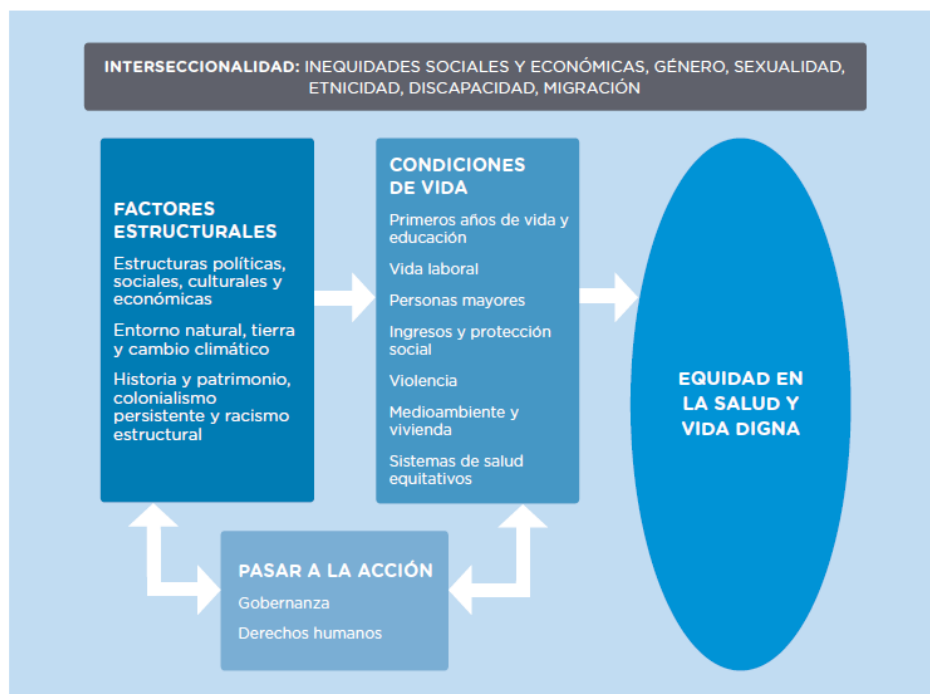 INTERSECCIONALIDAD: INEQUIDADES SOCIALES Y ECONÓMICAS, GÉNERO, SEXUALIDAD,
ETNICIDAD, DISCAPACIDAD, MIGRACIÓN
FACTORES
ESTRUCTURALES
Estructuras políticas,
sociales, culturales y
económicas
Entorno natural, tierra
y cambio climático
Historia y patrimonio,
colonialismo
persistente y racismo
estructural
CONDICIONES
DE VIDA
Primeros años de vida y
educación
Vida laboral
Personas mayores
Ingresos y protección
social
Violencia
Medioambiente y
vivienda
Sistemas de salud
equitativos
EQUIDAD EN
LA SALUD Y
VIDA DIGNA
PASAR A LA ACCIÓN
Gobernanza
Derechos humanos